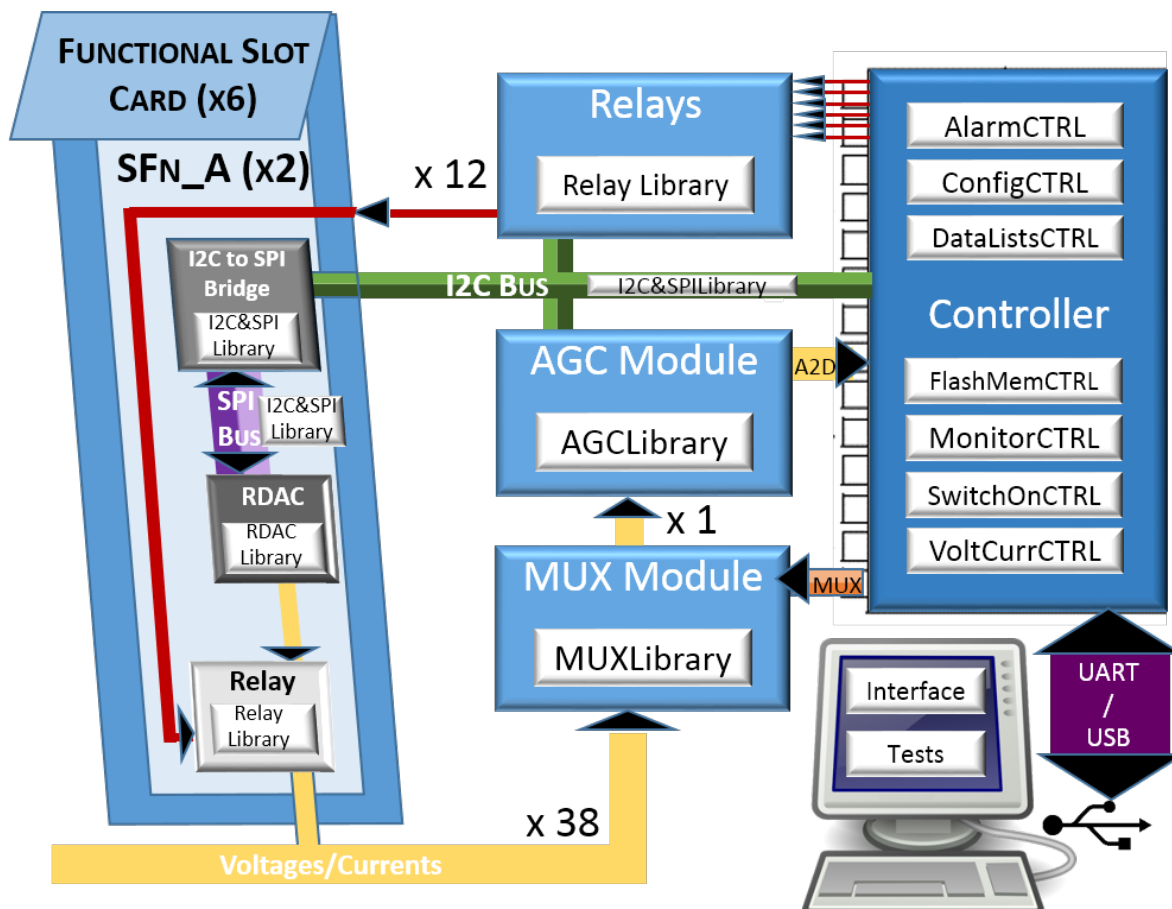 FUNCTIONAL SLOT
CARD (X6)
SFN_A (X2)
x 12
I2C to SPI
Bridge
I2C&SPI
Library
SPI
BUS
I2C&SPI
Library
RDAC
RDAC
Library
Relay
Relay
Library
Voltages/Currents
x 38
Relays
Relay Library
I2C BUS
I2C&SPILibrary
AGC Module
AGCLibrary
A2D
x 1
MUX Module
MUXLibrary
MUX
AlarmCTRL
ConfigCTRL
DataListsCTRL
Controller
FlashMemCTRL
MonitorCTRL
SwitchOnCTRL
VoltCurrCTRL
Interface
Tests
UART
/
USB